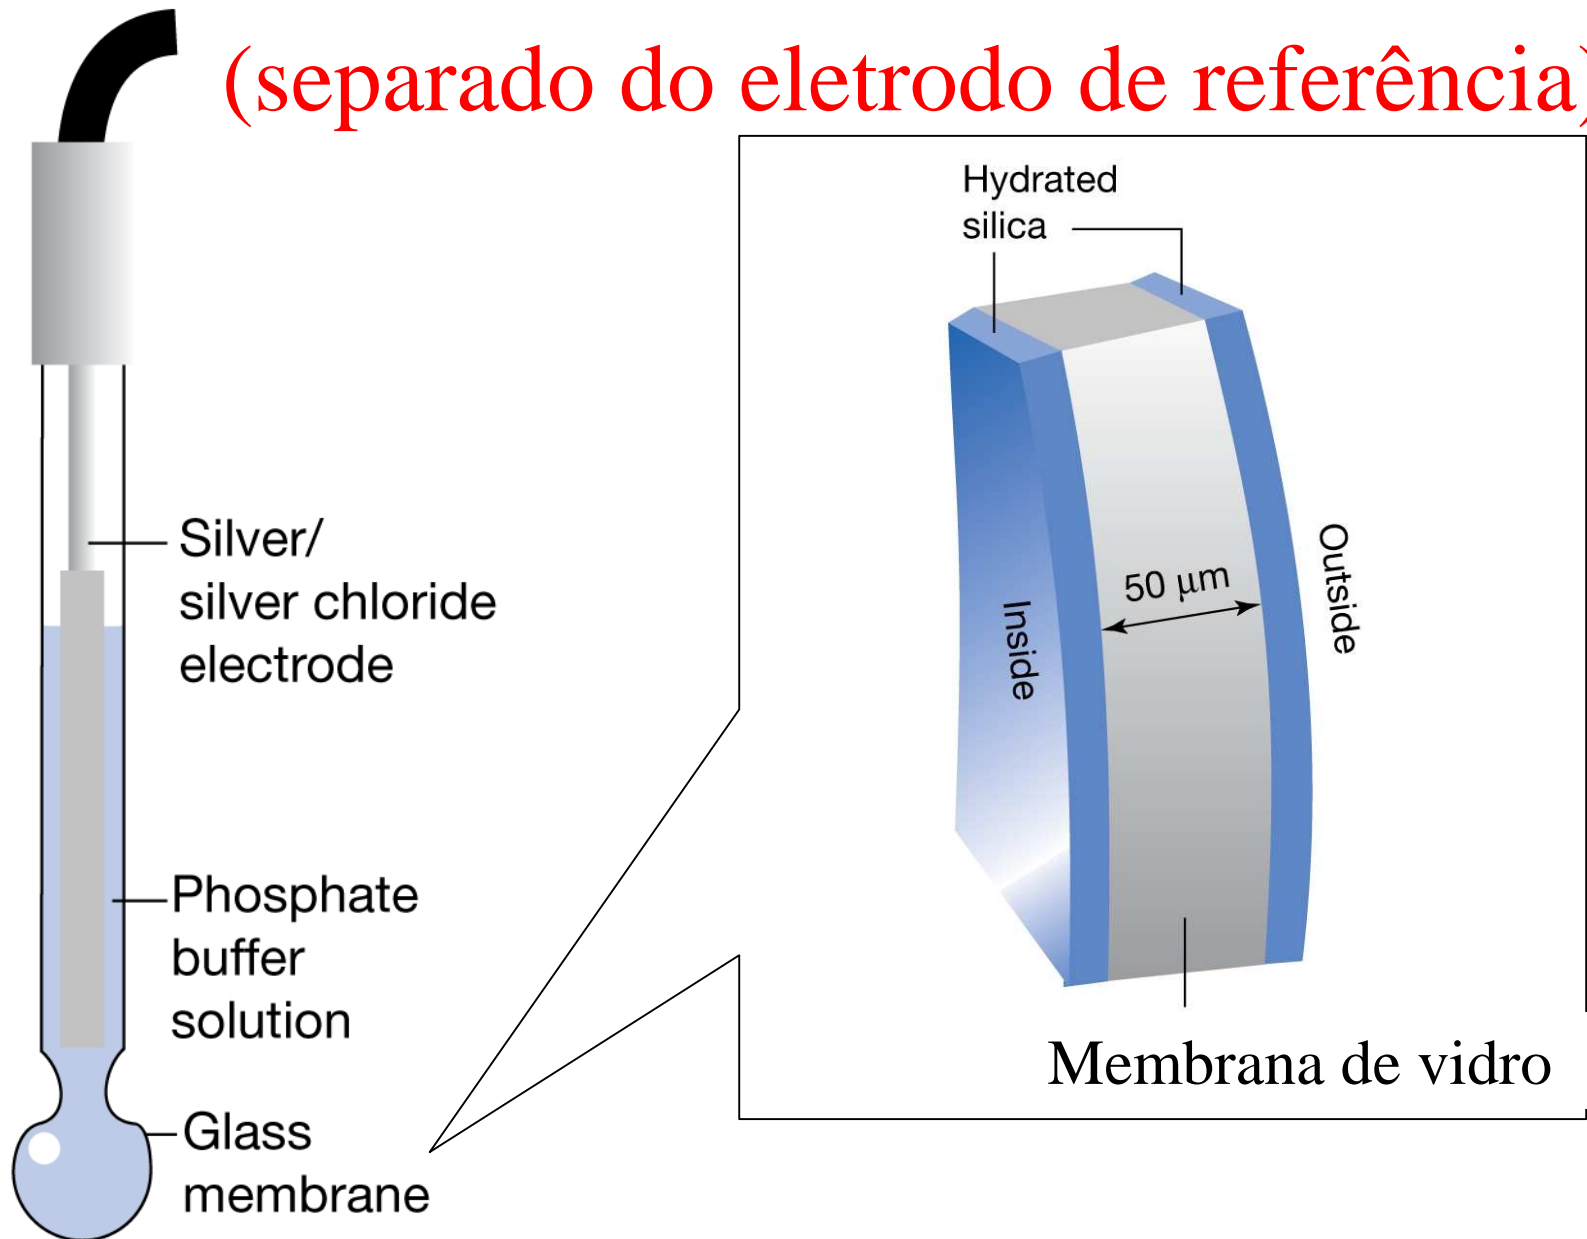 (separado do eletrodo de referência)
Hydrated
silica
Inside
50 μm
Outside
Membrana de vidro
Silver/
silver chloride
electrode
Phosphate
buffer
solution
Glass
membrane